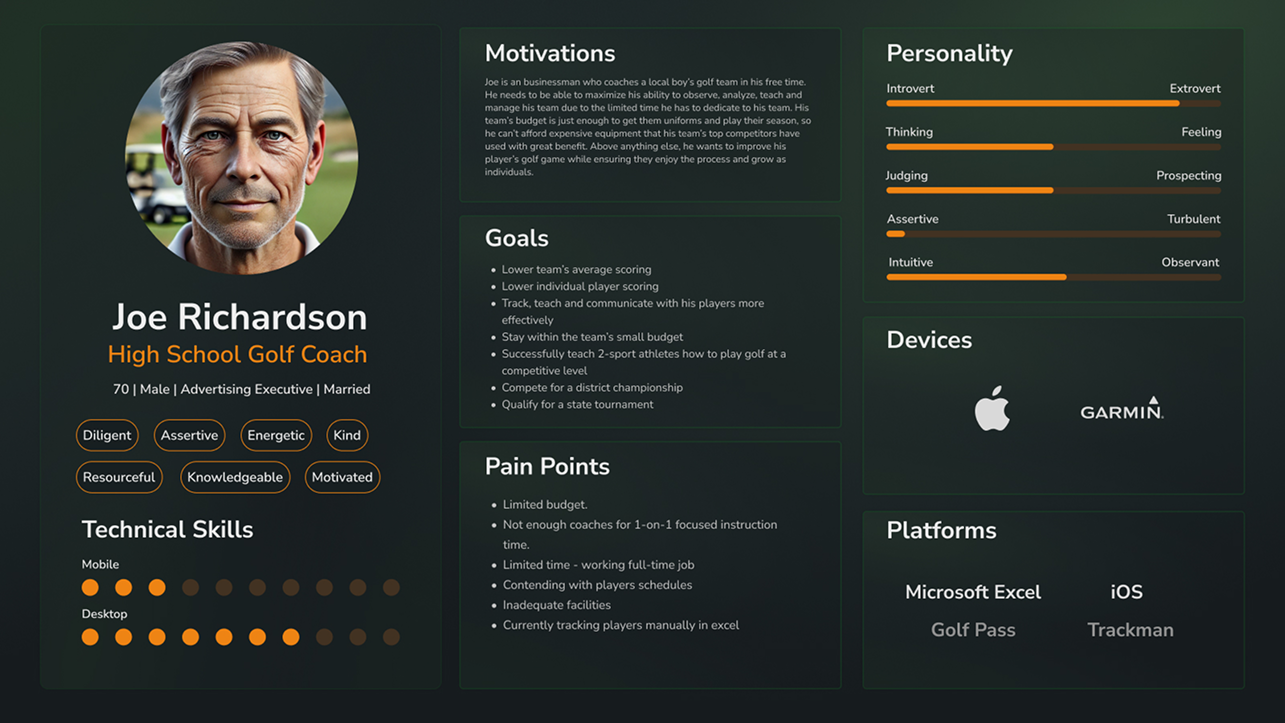 Joe Richardson
High School Golf Coach
70 | Male | Advertising Executive | Married
Diligent
Assertive
Energetic
Kind
Resourceful
Knowledgeable
Motivated
Technical Skills
Mobile
Desktop
Motivations
Joe is an businessman who coaches a local boy's golf team in his free time.
He needs to be able to maximize his ability to observe, analyze, teach and
manage his team due to the limited time he has to dedicate to his team. His
team's budget is just enough to get them uniforms and play their season, so
he can't afford expensive equipment that his team's top competitors have
used with great benefit. Above anything else, he wants to improve his
player's golf game while ensuring they enjoy the process and grow as
individuals.
Goals
• Lower team's average scoring
• Lower individual player scoring
• Track, teach and communicate with his players more
effectively
• Stay within the team's small budget
• Successfully teach 2-sport athletes how to play golf at a
competitive level
• Compete for a district championship
• Qualify for a state tournament
Pain Points
• Limited budget.
• Not enough coaches for 1-on-1 focused instruction
time.
• Limited time - working full-time job
• Contending with players schedules
• Inadequate facilities
• Currently tracking players manually in excel
Personality
Introvert Extrovert
Thinking Feeling
Judging Prospecting
Assertive Turbulent
Intuitive Observant
Devices
GARMIN
Platforms
Microsoft Excel iOS
Golf Pass Trackman